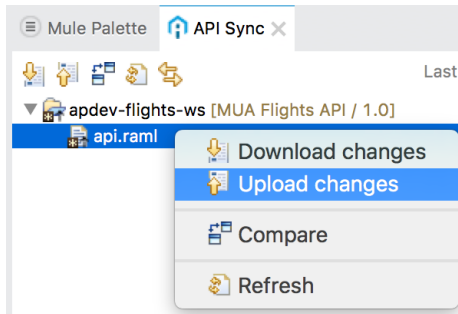 Mule Palette API Sync
Last
apdev-flights-ws [MUA Flights API / 1.0]
api.raml
Download changes
Upload changes
Compare
Refresh